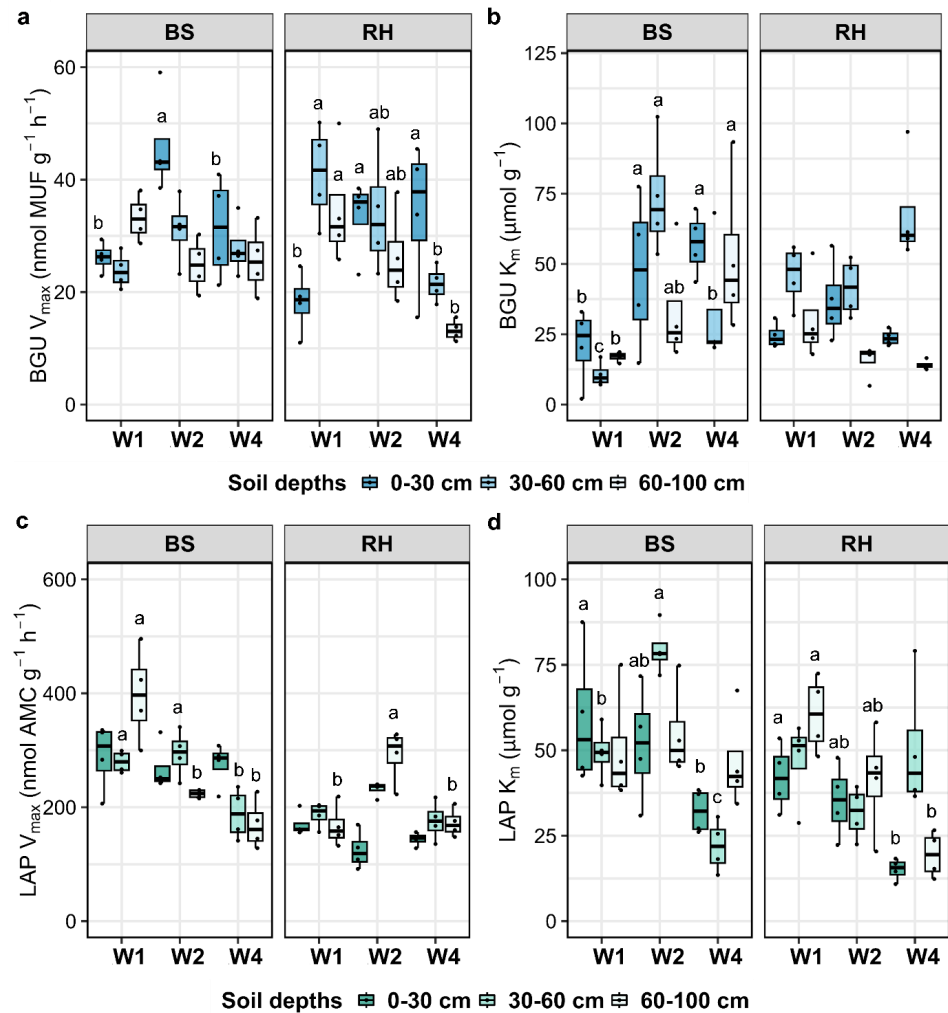 a
BS RH
BGU Vmax (nmol MUF g⁻¹ h⁻¹)
60
40
20
0
b a b
b a a a ab ab a b b
W1 W2 W4 W1 W2 W4
b
BS RH
BGU Km (µmol g⁻¹)
125
100
75
50
25
0
b c b a a ab a b a
W1 W2 W4 W1 W2 W4
Soil depths 0-30 cm 30-60 cm 60-100 cm
c
BS RH
LAP Vmax (nmol AMC g⁻¹ h⁻¹)
600
400
200
0
a a a b b b
b a b
W1 W2 W4 W1 W2 W4
d
BS RH
LAP Km (µmol g⁻¹)
100
75
50
25
0
a b ab a b c
a a ab ab b b
W1 W2 W4 W1 W2 W4
Soil depths 0-30 cm 30-60 cm 60-100 cm